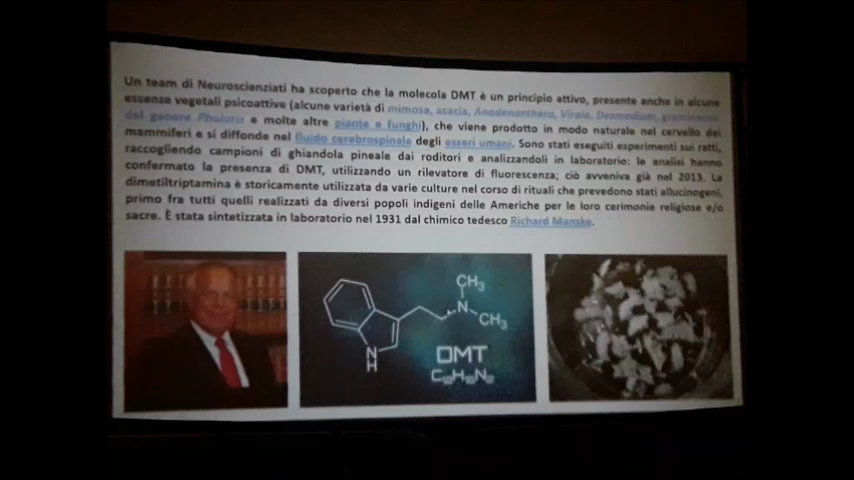 Un team di Neuroscienziati ha scoperto che la molecola DMT è un principio attivo, presente anche in alcune
essenze vegetali psicoattive (alcune varietà di mimosa, acacia, Anadenanthera, Virola, Desmodium, graminacee
del genere Phalaris e molte altre piante e funghi), che viene prodotto in modo naturale nel cervello dei
mammiferi e si diffonde nel fluido cerebrospinale degli esseri umani. Sono stati eseguiti esperimenti sui ratti,
raccogliendo campioni di ghiandola pineale dai roditori e analizzandoli in laboratorio: le analisi hanno
confermato la presenza di DMT, utilizzando un rilevatore di fluorescenza; ciò avveniva già nel 2013. La
dimetiltriptamina è storicamente utilizzata da varie culture nel corso di rituali che prevedono stati allucinogeni,
primo fra tutti quelli realizzati da diversi popoli indigeni delle Americhe per le loro cerimonie religiose e/o
sacre. È stata sintetizzata in laboratorio nel 1931 dal chimico tedesco Richard Manske.
CH₃
N
CH₃
N
H
DMT
C₁₂H₁₆N₂